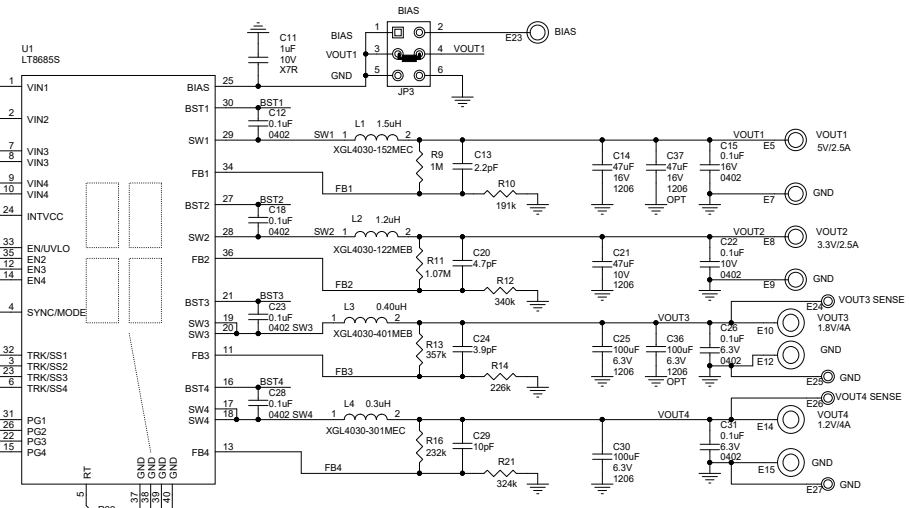 BIAS
C11
1uF
10V
X7R
BIAS 1 2
E23 BIAS
VOUT1 3 4 VOUT1
GND 5 6
JP3
U1
LT8685S
1 VIN1
2 VIN2
7 VIN3
8 VIN3
9 VIN4
10 VIN4
24 INTVCC
33 EN/UVLO
35 EN2
12 EN3
14 EN4
4 SYNC/MODE
32 TRK/SS1
3 TRK/SS2
23 TRK/SS3
6 TRK/SS4
31 PG1
26 PG2
22 PG3
15 PG4
RT
5
GND
GND
GND
GND
37
38
39
40
BIAS 25
BST1 30 BST1
C12
0.1uF
0402
SW1 29 SW1 1 2
L1 1.5uH
XGL4030-152MEC
R9
1M
C13
2.2pF
FB1 34 FB1
R10
191k
C14
47uF
16V
1206
C37
47uF
16V
1206
OPT
C15
0.1uF
16V
0402
VOUT1
E5
VOUT1
5V/2.5A
E7
GND
BST2 27 BST2
C18
0.1uF
0402
SW2 28 SW2 1 2
L2 1.2uH
XGL4030-122MEB
R11
1.07M
C20
4.7pF
FB2 36 FB2
R12
340k
C21
47uF
10V
1206
C22
0.1uF
10V
0402
VOUT2
E8
VOUT2
3.3V/2.5A
E9
GND
BST3 21 BST3
C23
0.1uF
0402 SW3
SW3 19
SW3 20
L3 0.40uH
1 2
XGL4030-401MEB
R13
357k
C24
3.9pF
FB3 11 FB3
R14
226k
C25
100uF
6.3V
1206
C36
100uF
6.3V
1206
OPT
C26
0.1uF
6.3V
0402
VOUT3
E24
VOUT3 SENSE
E10
VOUT3
1.8V/4A
E12
GND
E25
GND
BST4 16 BST4
C28
0.1uF
0402 SW4
SW4 17
SW4 18
L4 0.3uH
1 2
XGL4030-301MEC
R16
232k
C29
10pF
FB4 13 FB4
R21
324k
C30
100uF
6.3V
1206
C31
0.1uF
6.3V
0402
VOUT4
E26
VOUT4 SENSE
E14
VOUT4
1.2V/4A
E15
GND
E27
GND